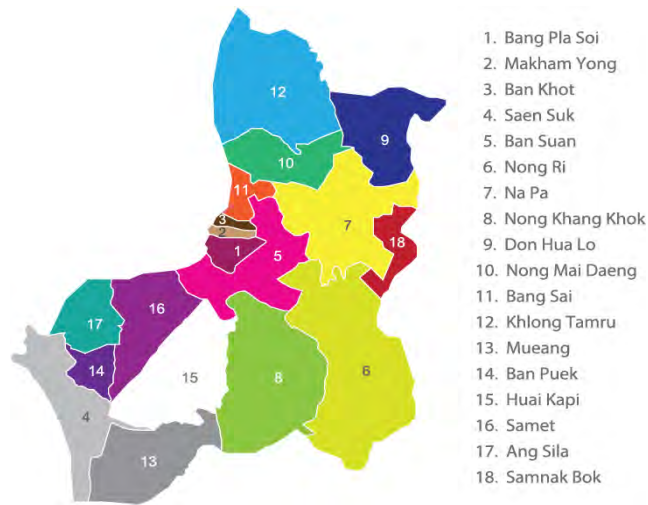 12
9
10
11
3
2
7
18
1
5
16
17
14
15
8
6
4
13
1. Bang Pla Soi
2. Makham Yong
3. Ban Khot
4. Saen Suk
5. Ban Suan
6. Nong Ri
7. Na Pa
8. Nong Khang Khok
9. Don Hua Lo
10. Nong Mai Daeng
11. Bang Sai
12. Khlong Tamru
13. Mueang
14. Ban Puek
15. Huai Kapi
16. Samet
17. Ang Sila
18. Samnak Bok